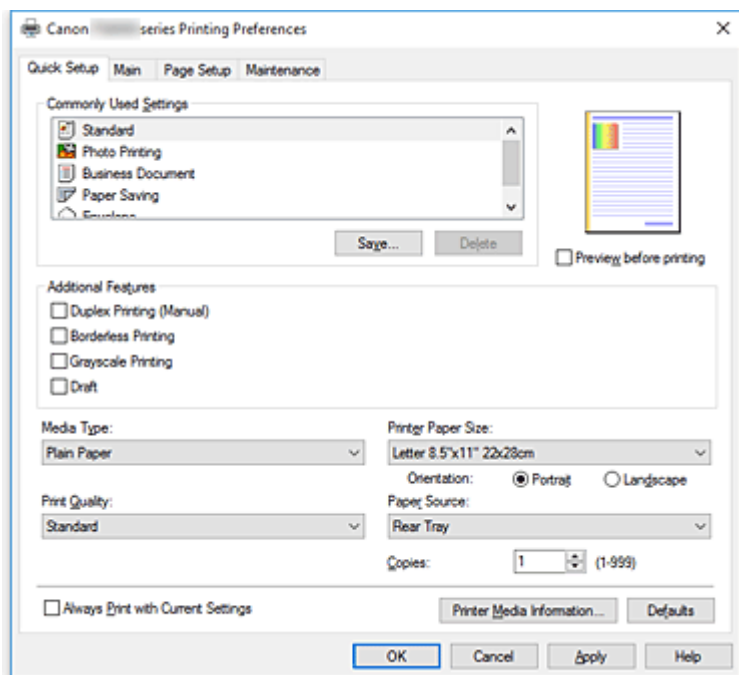 Canon series Printing Preferences
Quick Setup Main Page Setup Maintenance
Commonly Used Settings
Standard
Photo Printing
Business Document
Paper Saving
Envelope
Save... Delete
Preview before printing
Additional Features
Duplex Printing (Manual)
Borderless Printing
Grayscale Printing
Draft
Media Type: Printer Paper Size:
Plain Paper Letter 8.5"x11" 22x28cm
Orientation: Portrait Landscape
Print Quality: Paper Source:
Standard Rear Tray
Copies: 1 (1-999)
Always Print with Current Settings Printer Media Information... Defaults
OK Cancel Apply Help